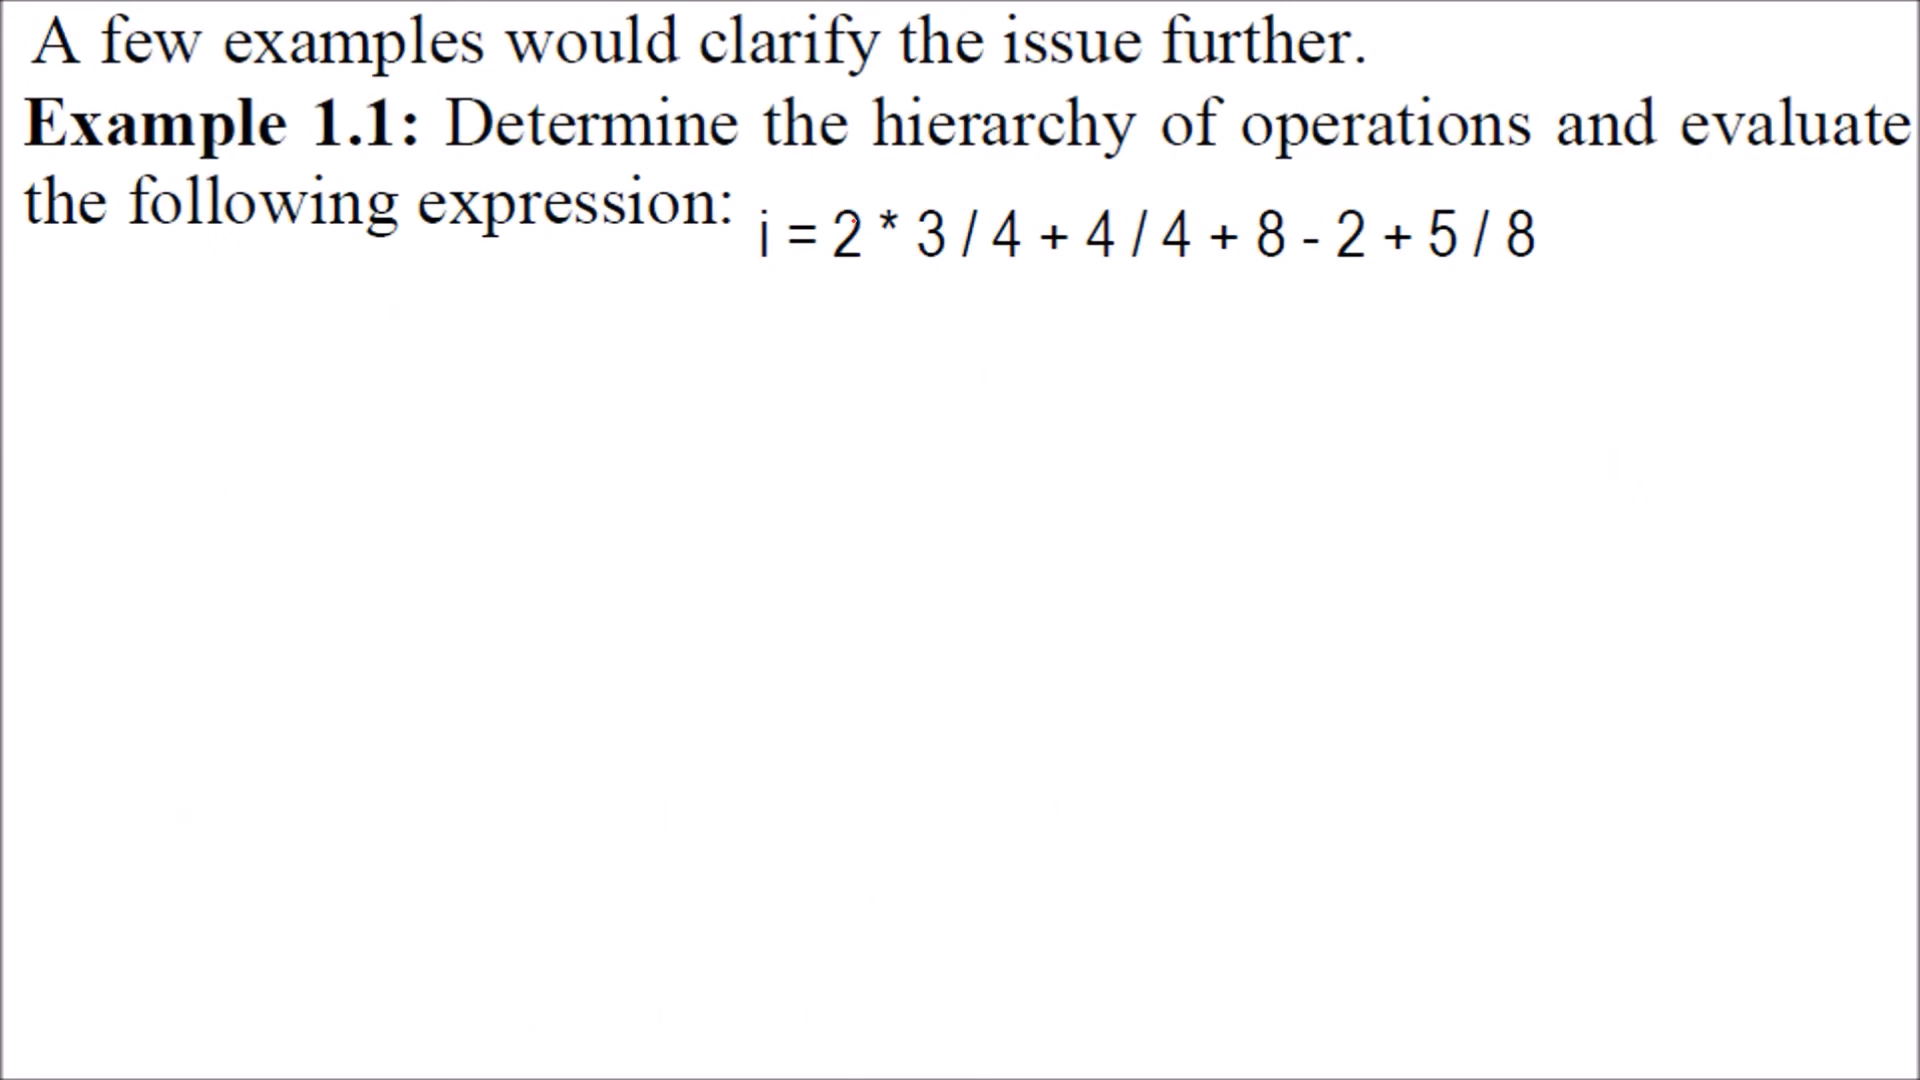 A few examples would clarify the issue further.
Example 1.1: Determine the hierarchy of operations and evaluate
the following expression: i = 2 * 3 / 4 + 4 / 4 + 8 - 2 + 5 / 8